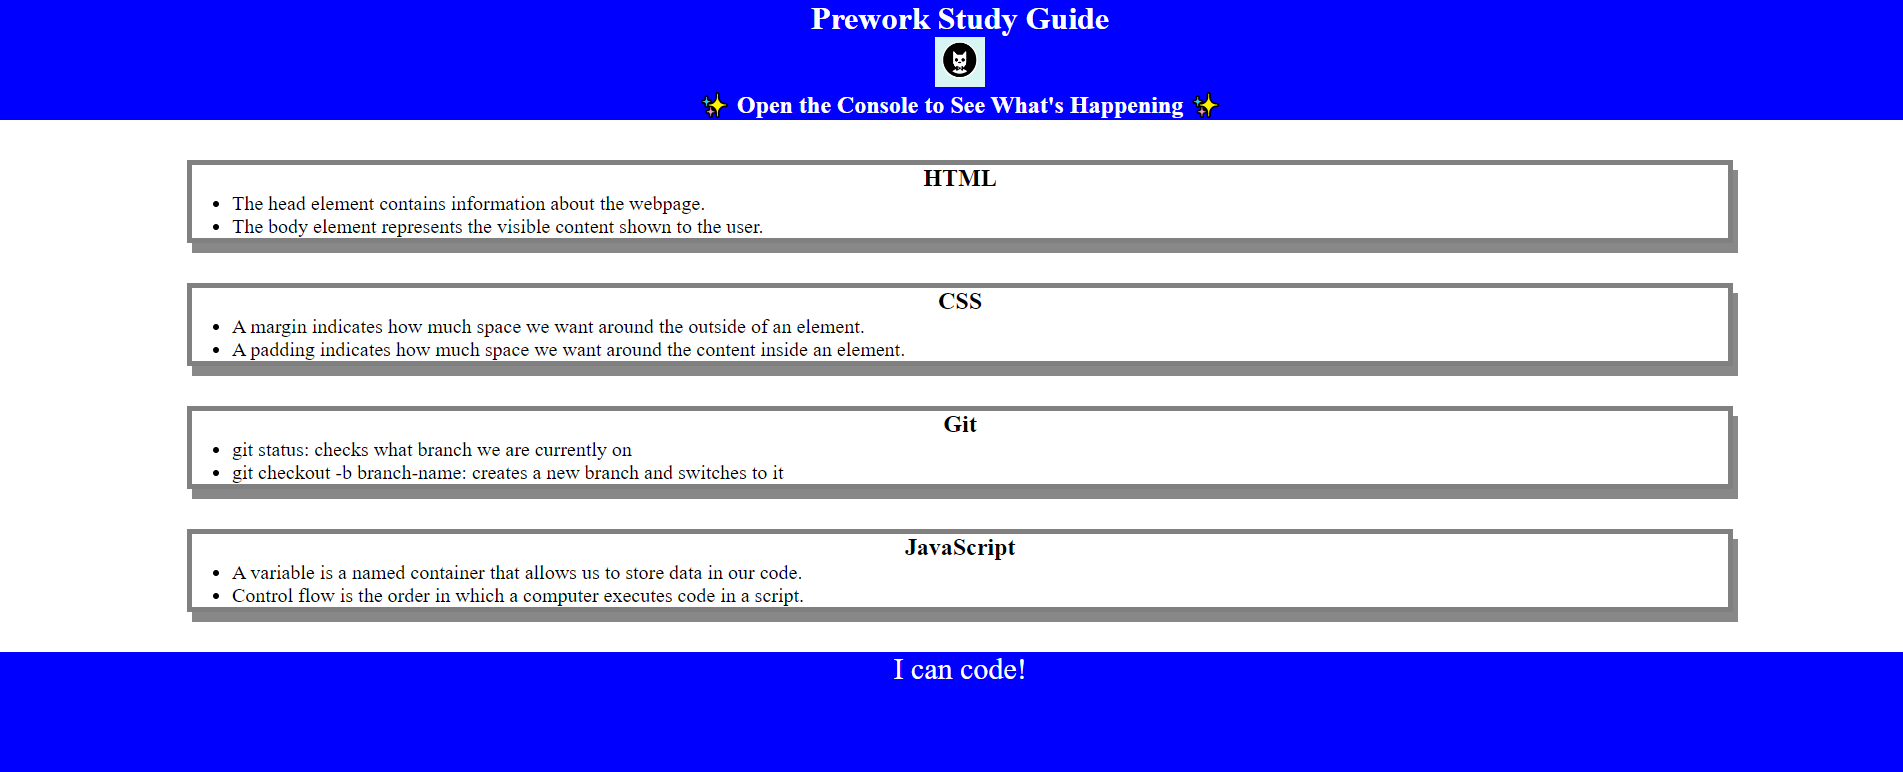 Prework Study Guide
✨ Open the Console to See What's Happening ✨
HTML
• The head element contains information about the webpage.
• The body element represents the visible content shown to the user.
CSS
• A margin indicates how much space we want around the outside of an element.
• A padding indicates how much space we want around the content inside an element.
Git
• git status: checks what branch we are currently on
• git checkout -b branch-name: creates a new branch and switches to it
JavaScript
• A variable is a named container that allows us to store data in our code.
• Control flow is the order in which a computer executes code in a script.
I can code!